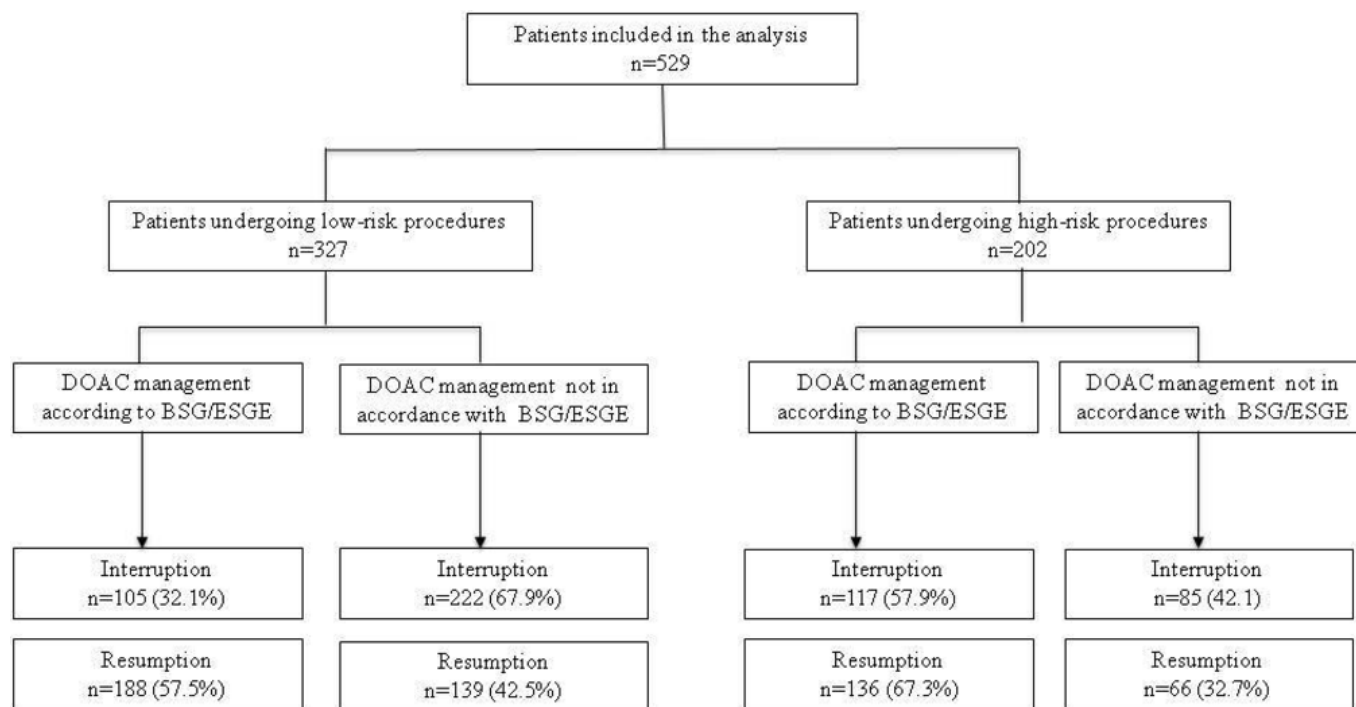 Patients included in the analysis
n=529
Patients undergoing low-risk procedures
n=327
Patients undergoing high-risk procedures
n=202
DOAC management
according to BSG/ESGE
DOAC management not in
accordance with BSG/ESGE
DOAC management
according to BSG/ESGE
DOAC management not in
accordance with BSG/ESGE
Interruption
n=105 (32.1%)
Interruption
n=222 (67.9%)
Interruption
n=117 (57.9%)
Interruption
n=85 (42.1)
Resumption
n=188 (57.5%)
Resumption
n=139 (42.5%)
Resumption
n=136 (67.3%)
Resumption
n=66 (32.7%)